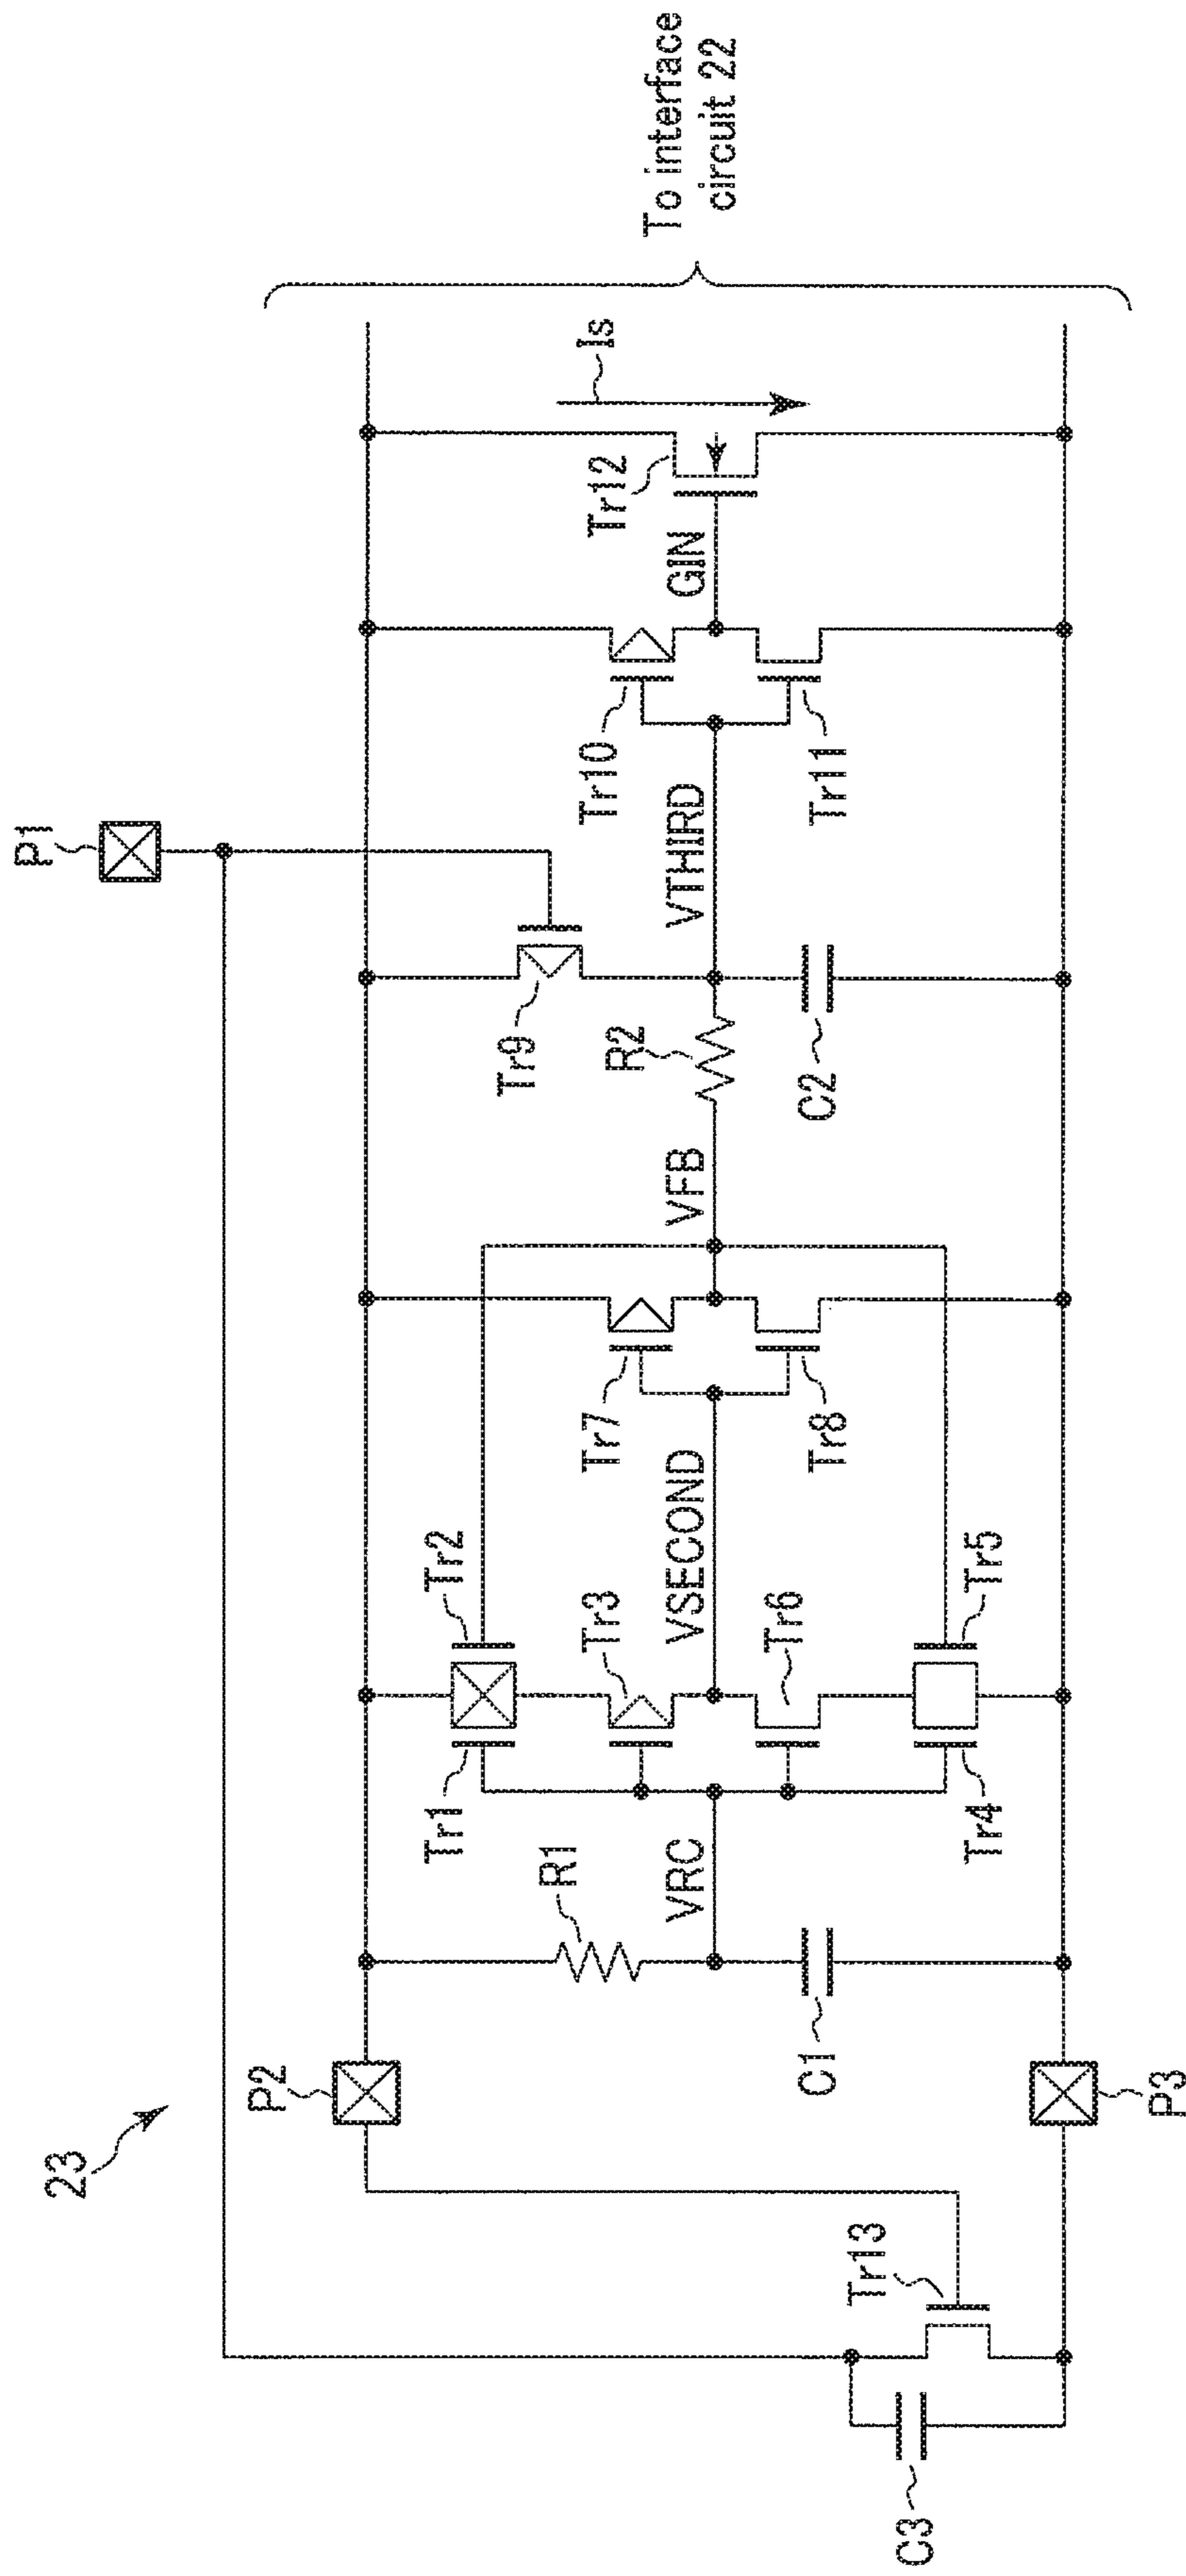 23
P1
P2
P3
C3
Tr13
R1
C1
VRC
Tr1
Tr2
Tr3
Tr6
Tr4
Tr5
VSECOND
Tr7
Tr8
VFB
R2
Tr9
C2
VTHIRD
Tr10
Tr11
GIN
Tr12
Is
To interface
circuit 22